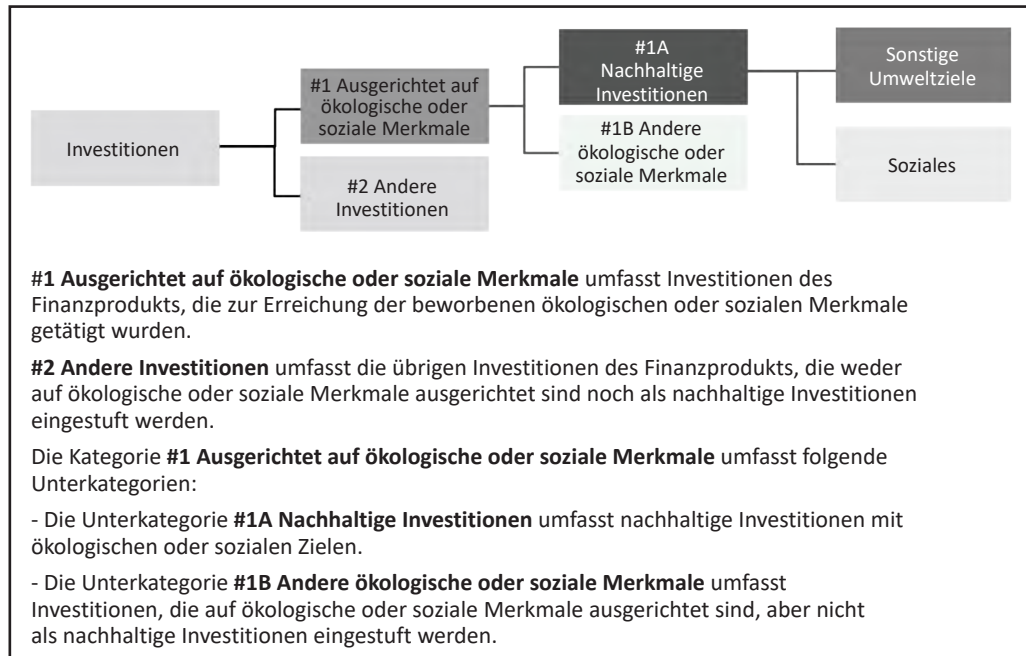 #1A
Nachhaltige
Investitionen
Sonstige
Umweltziele
#1 Ausgerichtet auf
ökologische oder
soziale Merkmale
Investitionen
#1B Andere
ökologische oder
soziale Merkmale
Soziales
#2 Andere
Investitionen
#1 Ausgerichtet auf ökologische oder soziale Merkmale umfasst Investitionen des
Finanzprodukts, die zur Erreichung der beworbenen ökologischen oder sozialen Merkmale
getätigt wurden.
#2 Andere Investitionen umfasst die übrigen Investitionen des Finanzprodukts, die weder
auf ökologische oder soziale Merkmale ausgerichtet sind noch als nachhaltige Investitionen
eingestuft werden.
Die Kategorie #1 Ausgerichtet auf ökologische oder soziale Merkmale umfasst folgende
Unterkategorien:
- Die Unterkategorie #1A Nachhaltige Investitionen umfasst nachhaltige Investitionen mit
ökologischen oder sozialen Zielen.
- Die Unterkategorie #1B Andere ökologische oder soziale Merkmale umfasst
Investitionen, die auf ökologische oder soziale Merkmale ausgerichtet sind, aber nicht
als nachhaltige Investitionen eingestuft werden.